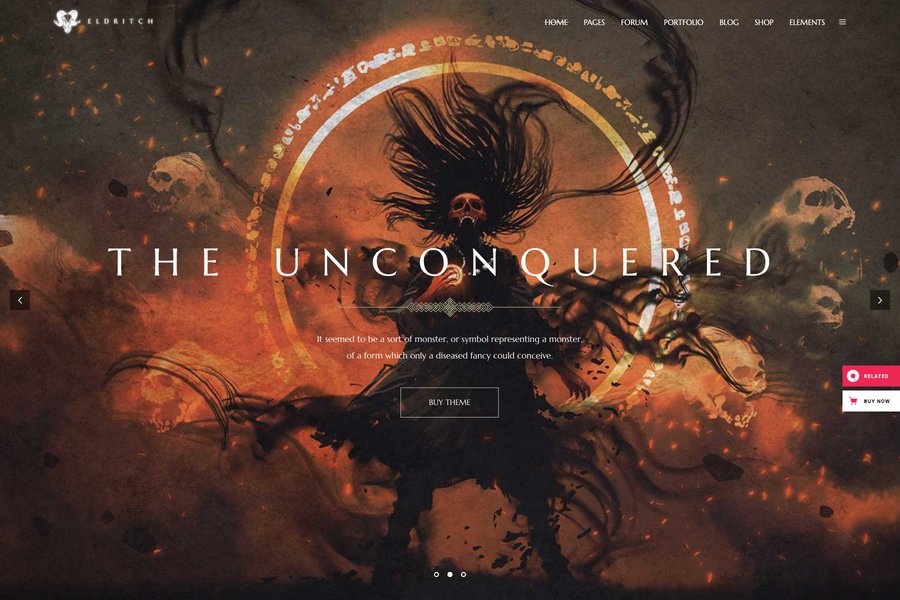 ELDRITCH
HOME PAGES FORUM PORTFOLIO BLOG SHOP ELEMENTS
THE UNCONQUERED
It seemed to be a sort of monster, or symbol representing a monster,
of a form which only a diseased fancy could conceive.
BUY THEME
RELATED
BUY NOW